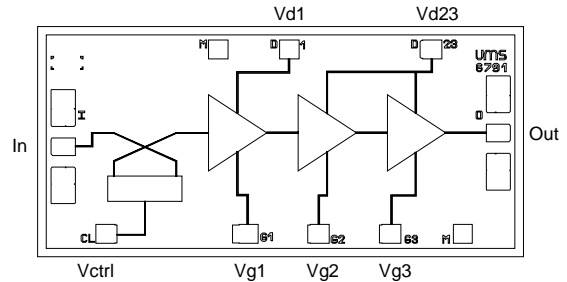 Vd1 Vd23
M D 1 D 23
UMS
6791
I O
In Out
CL G1 G2 G3 M
Vctrl Vg1 Vg2 Vg3